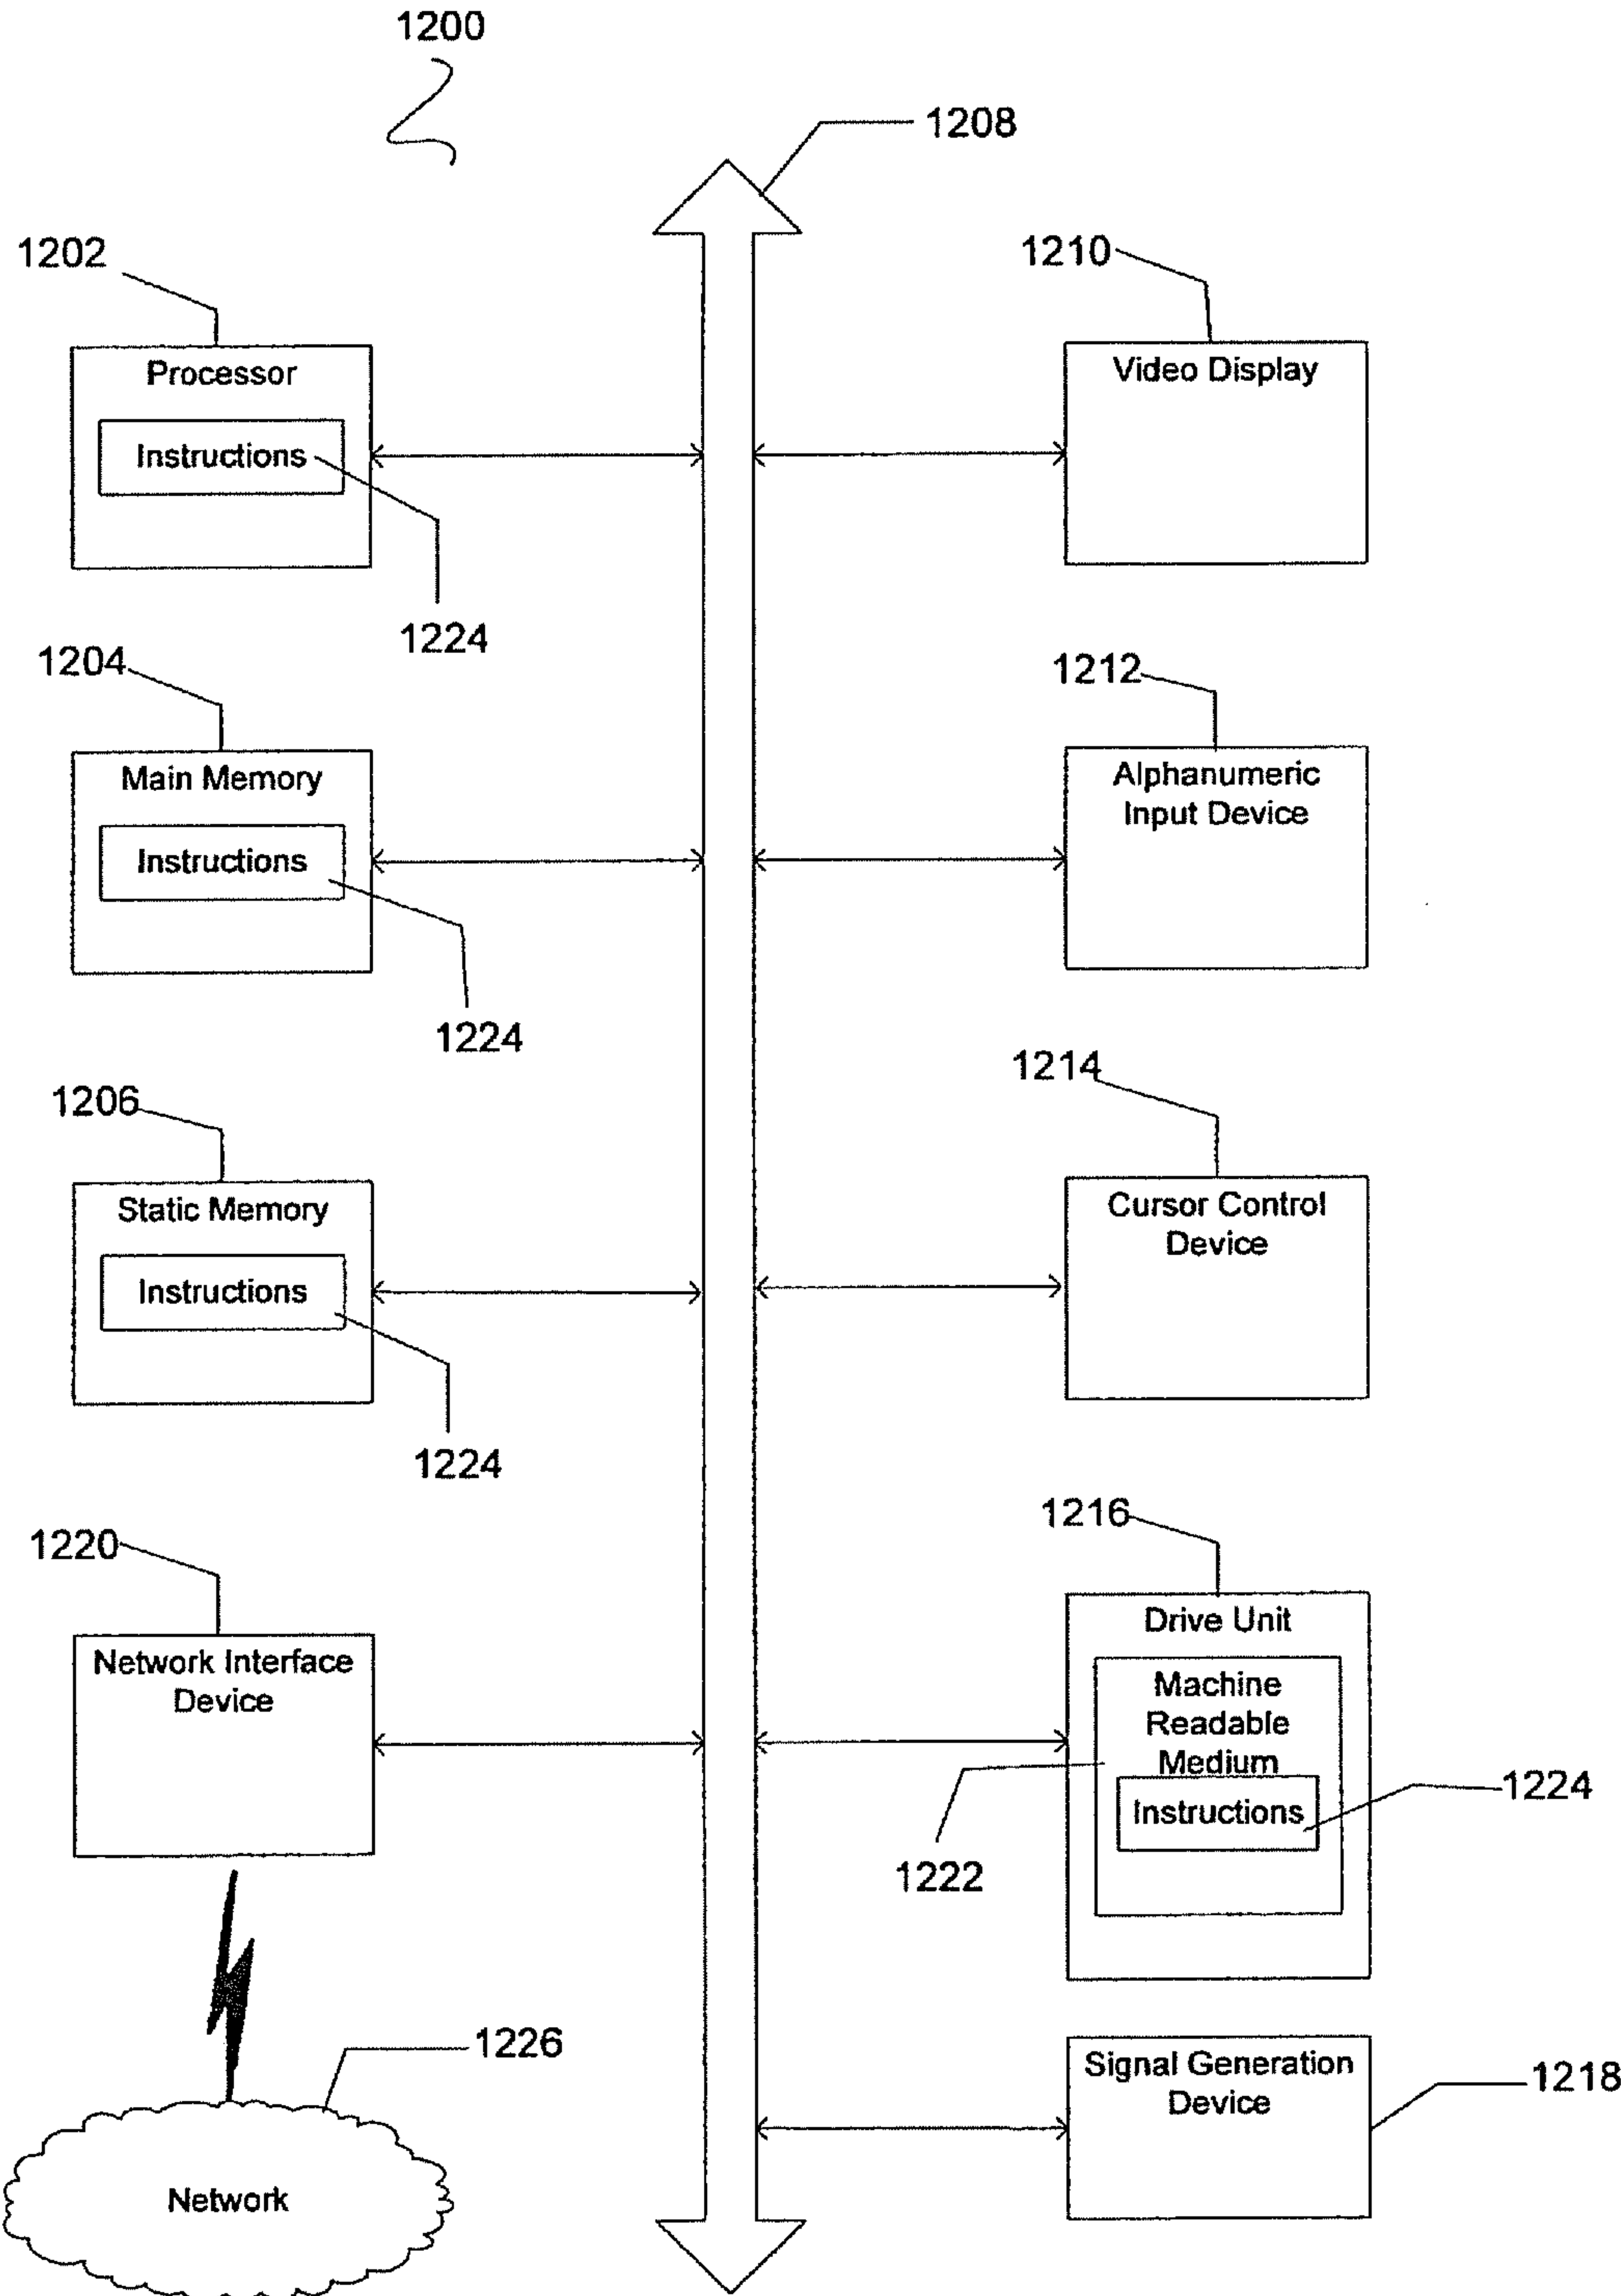 1200
1208
1202
1210
Processor
Instructions
1224
Video Display
1204
1212
Main Memory
Instructions
1224
Alphanumeric
Input Device
1206
1214
Static Memory
Instructions
1224
Cursor Control
Device
1220
1216
Network Interface
Device
Drive Unit
Machine
Readable
Medium
Instructions
1224
1222
1226
Network
Signal Generation
Device
1218